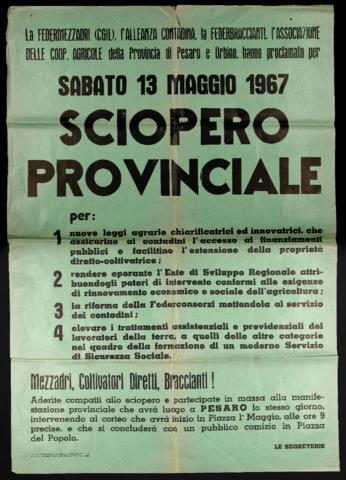 La FEDERMEZZADRI (CGIL), l'ALLEANZA CONTADINA, la FEDERBRACCIANTI, l'ASSOCIAZIONE
DELLE COOP. AGRICOLE della Provincia di Pesaro e Urbino, hanno proclamato per
SABATO 13 MAGGIO 1967
SCIOPERO
PROVINCIALE
per:
1 nuove leggi agrarie chiarificatrici ed innovatrici, che
assicurino ai contadini l'accesso ai finanziamenti
pubblici e facilitino l'estensione della proprietà
diretto-coltivatrice;
2 rendere operante l'Ente di Sviluppo Regionale attri-
buendogli poteri di intervento conformi alle esigenze
di rinnovamento economico e sociale dell'agricoltura;
3 la riforma della Federconsorzi mettendola al servizio
dei contadini;
4 elevare i trattamenti assistenziali e previdenziali dei
lavoratori della terra, a quelli delle altre categorie
nel quadro della formazione di un moderno Servizio
di Sicurezza Sociale.
Mezzadri, Coltivatori Diretti, Braccianti !
Aderite compatti allo sciopero e partecipate in massa alla manife-
stazione provinciale che avrà luogo a PESARO lo stesso giorno,
intervenendo al corteo che avrà inizio in Piazza I° Maggio, alle ore 9
precise, e che si concluderà con un pubblico comizio in Piazza
del Popolo.
LE SEGRETERIE